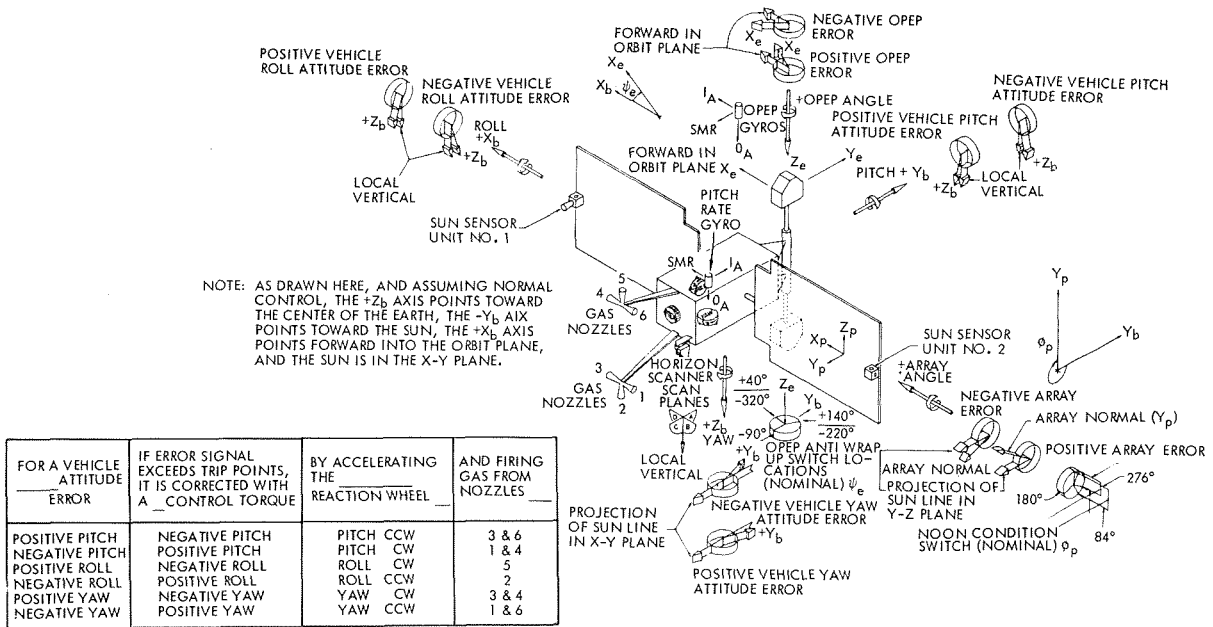 NEGATIVE OPEP
ERROR
FORWARD IN
ORBIT PLANE
Xe
Xe
POSITIVE OPEP
ERROR
POSITIVE VEHICLE
ROLL ATTITUDE ERROR
NEGATIVE VEHICLE
ROLL ATTITUDE ERROR
+Zb
+Zb
ROLL
+Xb
LOCAL
VERTICAL
Xe
Xb
ψe
IA
SMR
OPEP
GYROS
0A
+OPEP ANGLE
Ze
NEGATIVE VEHICLE PITCH
ATTITUDE ERROR
POSITIVE VEHICLE PITCH
ATTITUDE ERROR
+Zb
+Zb
LOCAL
VERTICAL
FORWARD IN
ORBIT PLANE Xe
Ye
PITCH + Yb
PITCH
RATE
GYRO
SUN SENSOR
UNIT NO. 1
SMR
IA
0A
NOTE: AS DRAWN HERE, AND ASSUMING NORMAL
CONTROL, THE +Zb AXIS POINTS TOWARD
THE CENTER OF THE EARTH, THE -Yb AIX
POINTS TOWARD THE SUN, THE +Xb AXIS
POINTS FORWARD INTO THE ORBIT PLANE,
AND THE SUN IS IN THE X-Y PLANE.
5
4
6
GAS
NOZZLES
3
1
2
GAS
NOZZLES
HORIZON
SCANNER
SCAN
PLANES
D A
C B
LOCAL
VERTICAL
+Zb
YAW
Zp
Xp
Yp
SUN SENSOR
UNIT NO. 2
Yp
Yb
øp
+ARRAY
ANGLE
+40°
-320°
Ze
Yb
+140°
-220°
-90°
OPEP ANTI WRAP
UP SWITCH LO-
CATIONS
(NOMINAL) ψe
NEGATIVE ARRAY
ERROR
ARRAY NORMAL (Yp)
POSITIVE ARRAY ERROR
ARRAY NORMAL
PROJECTION OF
SUN LINE IN
Y-Z PLANE
276°
180°
84°
NOON CONDITION
SWITCH (NOMINAL) øp
+Yb
NEGATIVE VEHICLE YAW
ATTITUDE ERROR
PROJECTION
OF SUN LINE
IN X-Y PLANE
+Yb
POSITIVE VEHICLE YAW
ATTITUDE ERROR
FOR A VEHICLE
____ ATTITUDE
ERROR
IF ERROR SIGNAL
EXCEEDS TRIP POINTS,
IT IS CORRECTED WITH
A __CONTROL TORQUE
BY ACCELERATING
THE ________
REACTION WHEEL __
AND FIRING
GAS FROM
NOZZLES __
POSITIVE PITCH NEGATIVE PITCH PITCH CCW 3 & 6
NEGATIVE PITCH POSITIVE PITCH PITCH CW 1 & 4
POSITIVE ROLL NEGATIVE ROLL ROLL CW 5
NEGATIVE ROLL POSITIVE ROLL ROLL CCW 2
POSITIVE YAW NEGATIVE YAW YAW CW 3 & 4
NEGATIVE YAW POSITIVE YAW YAW CCW 1 & 6